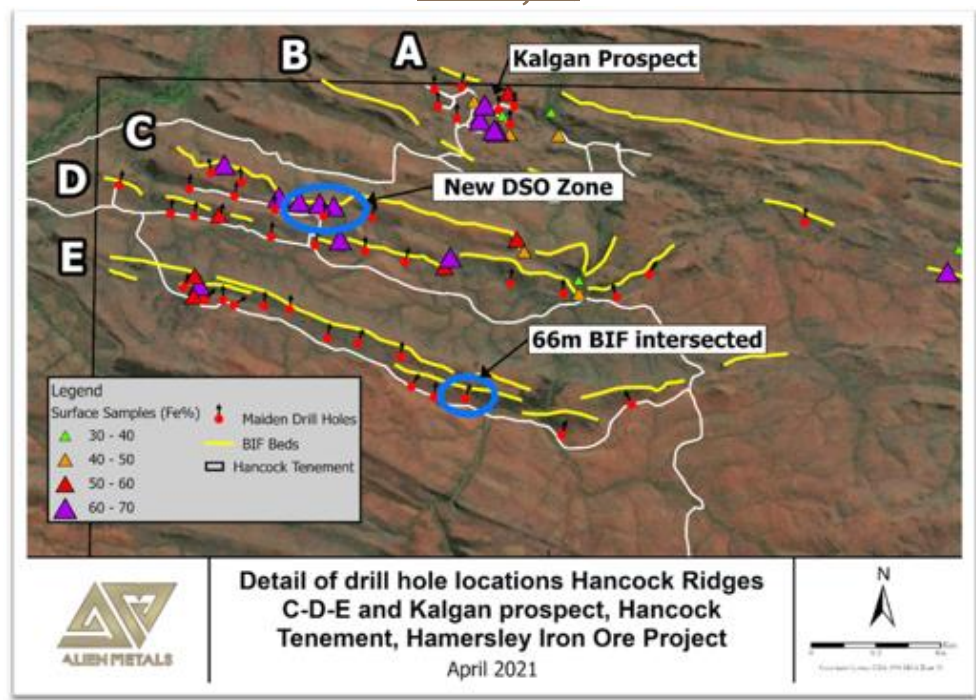 B
A
Kalgan Prospect
C
D
New DSO Zone
E
66m BIF intersected
Legend
Surface Samples (Fe%)
30 - 40
40 - 50
50 - 60
60 - 70
Maiden Drill Holes
BIF Beds
Hancock Tenement
ALIEN METALS
Detail of drill hole locations Hancock Ridges
C-D-E and Kalgan prospect, Hancock
Tenement, Hamersley Iron Ore Project
April 2021
N
0